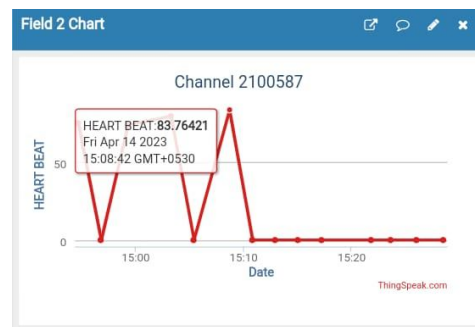 Field 2 Chart
Channel 2100587
HEART BEAT:83.76421
Fri Apr 14 2023
15:08:42 GMT+0530
HEART BEAT
50
0
15:00
15:10
15:20
Date
ThingSpeak.com